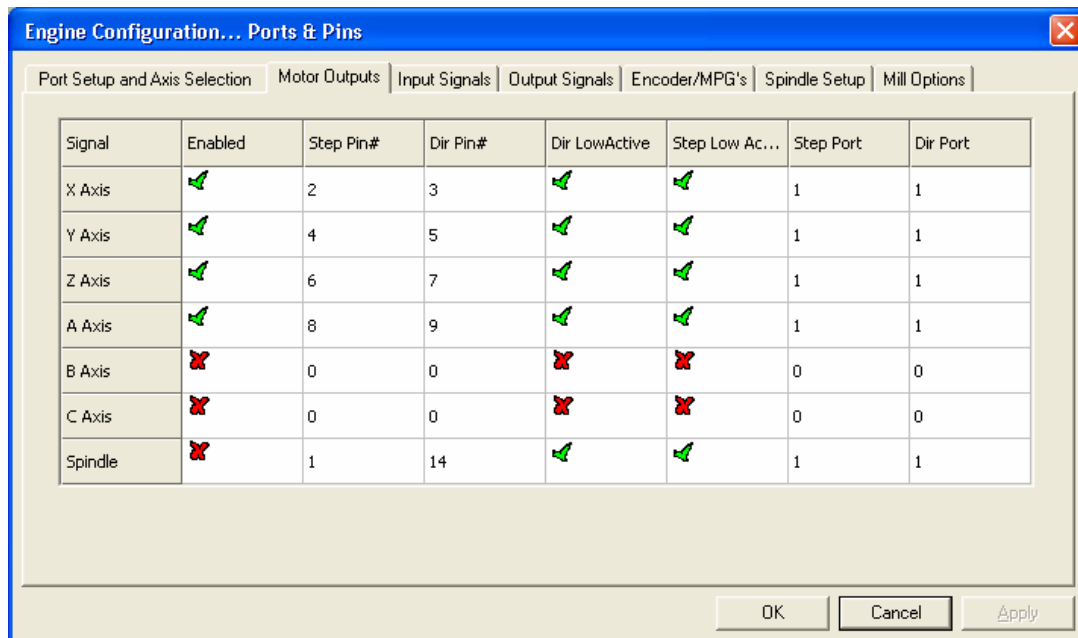 Engine Configuration... Ports & Pins
Port Setup and Axis Selection Motor Outputs Input Signals Output Signals Encoder/MPG's Spindle Setup Mill Options
Signal Enabled Step Pin# Dir Pin# Dir LowActive Step Low Ac... Step Port Dir Port
X Axis 2 3 1 1
Y Axis 4 5 1 1
Z Axis 6 7 1 1
A Axis 8 9 1 1
B Axis 0 0 0 0
C Axis 0 0 0 0
Spindle 1 14 1 1
OK Cancel Apply